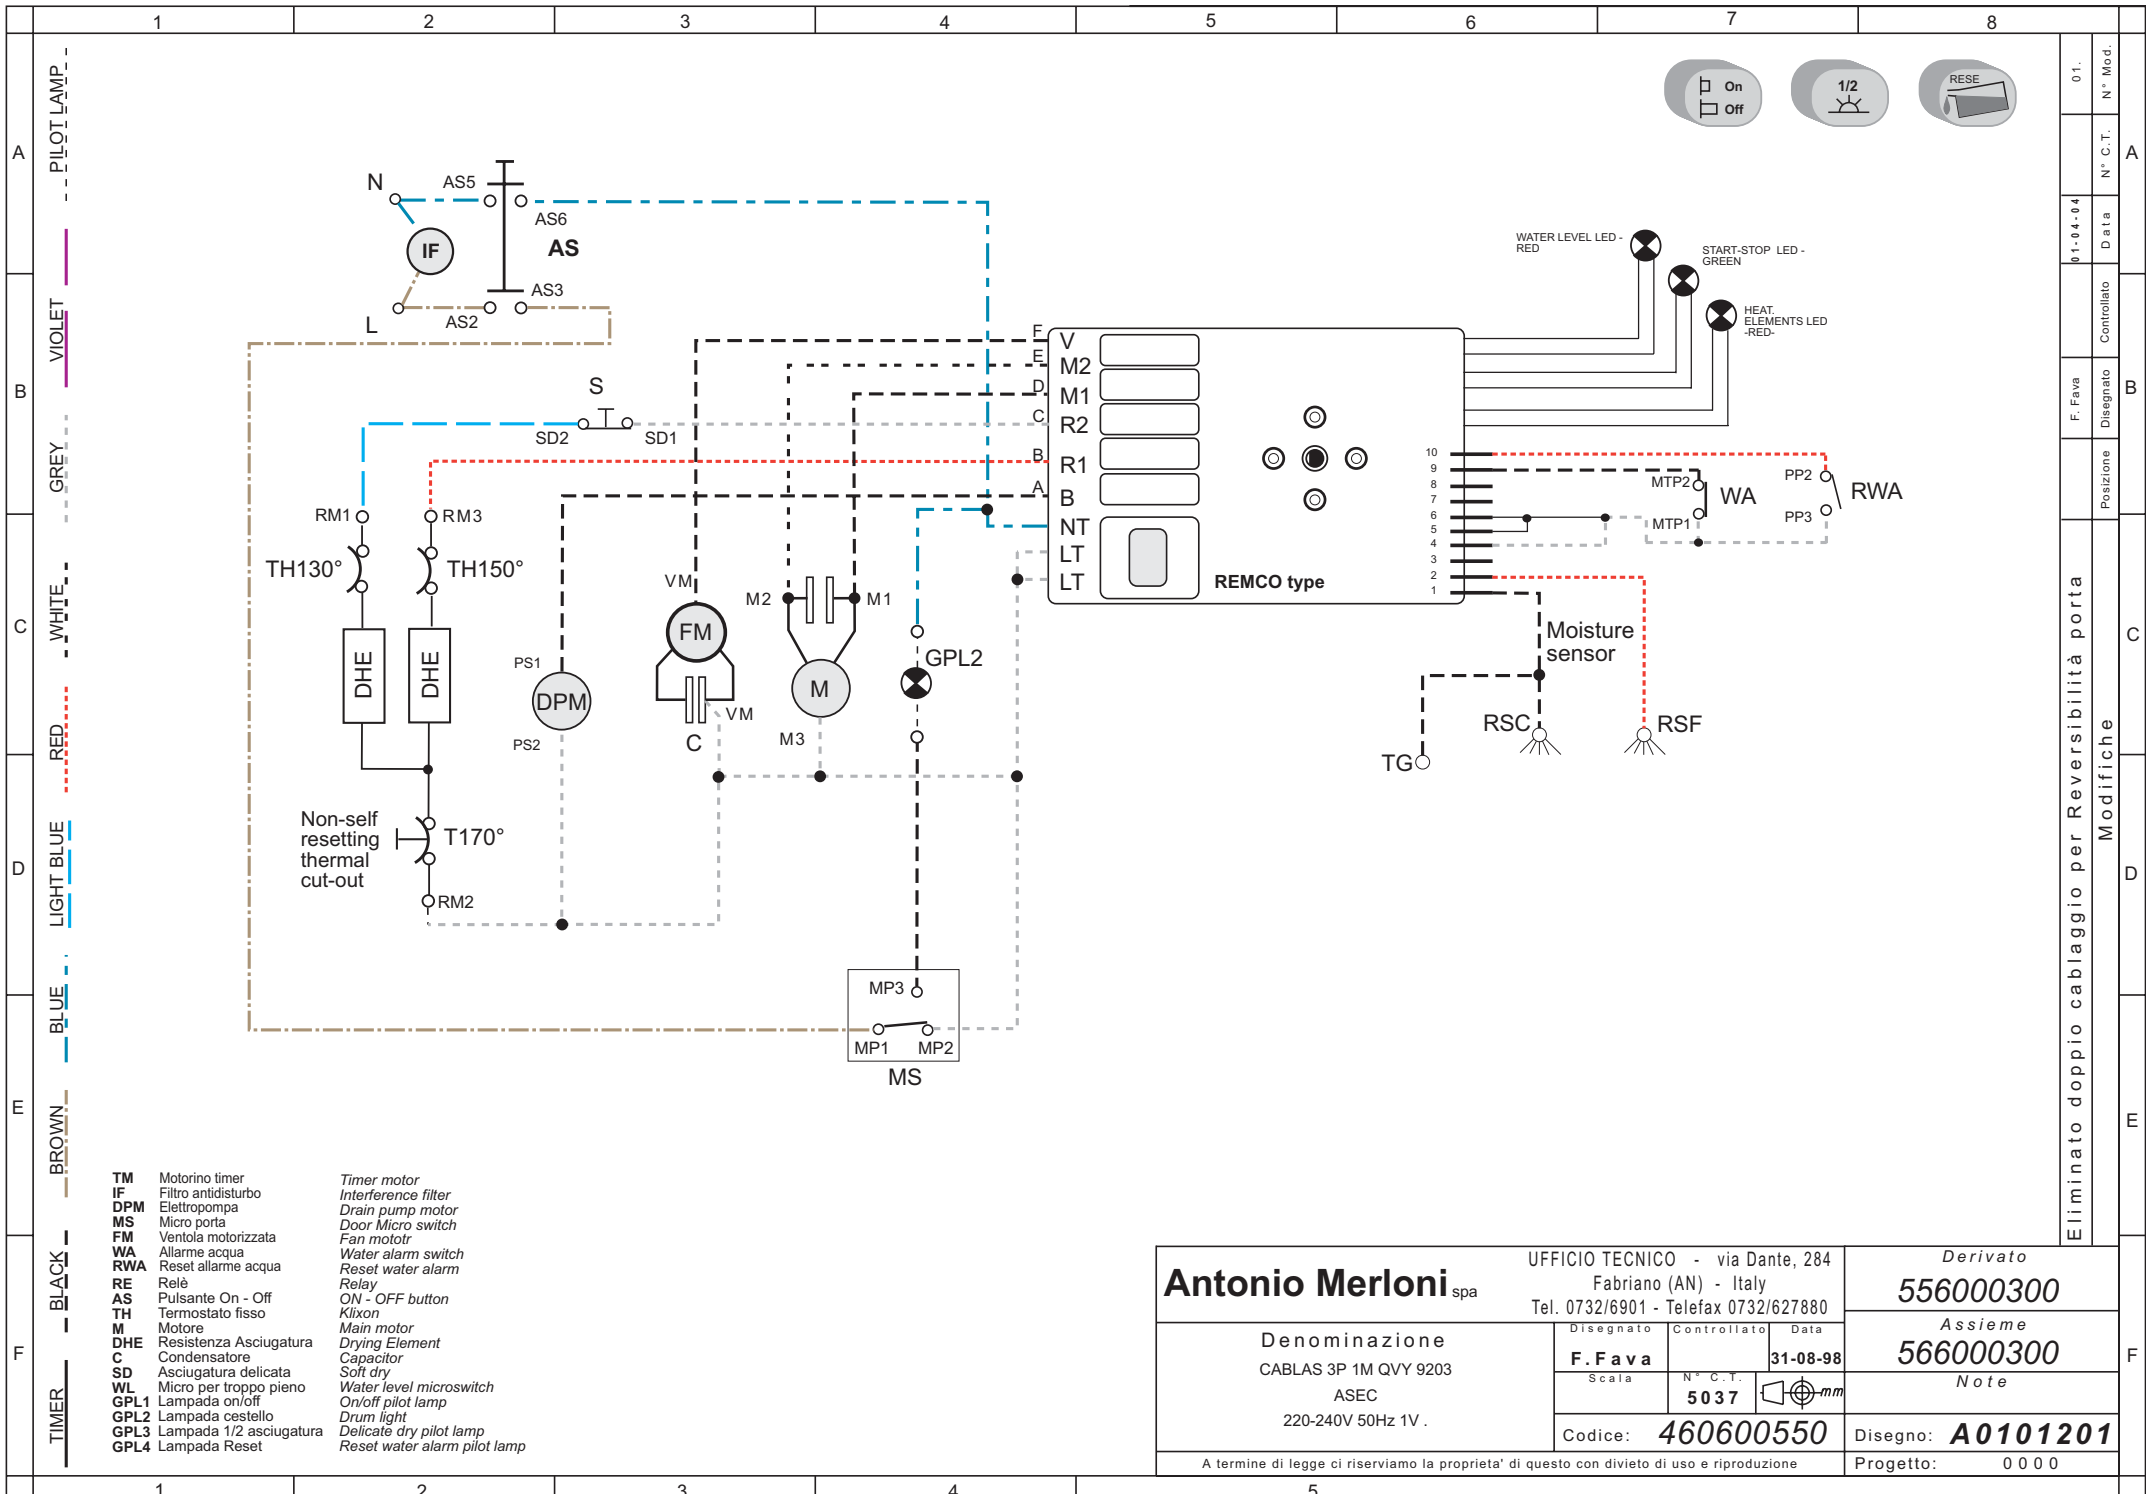 1 2 3 4 5 6 7 8
A B C D E F
PILOT LAMP
VIOLET
GREY
WHITE
RED
LIGHT BLUE
BLUE
BROWN
BLACK
TIMER
On
Off
1/2
RESE
N
AS5
AS6
AS
IF
AS3
L
AS2
S
SD2
SD1
F
E
D
C
B
A
V
M2
M1
R2
R1
B
NT
LT
LT
REMCO type
WATER LEVEL LED -
RED
START-STOP LED -
GREEN
HEAT.
ELEMENTS LED
-RED-
10
9
8
7
6
5
4
3
2
1
MTP2
WA
MTP1
PP2
RWA
PP3
RM1
RM3
TH130°
TH150°
DHE
DHE
PS1
DPM
PS2
VM
FM
VM
C
M2
M1
M
M3
GPL2
Moisture
sensor
RSC
RSF
TG
Non-self
resetting
thermal
cut-out
T170°
RM2
MP3
MP1
MP2
MS
TM Motorino timer Timer motor
IF Filtro antidisturbo Interference filter
DPM Elettropompa Drain pump motor
MS Micro porta Door Micro switch
FM Ventola motorizzata Fan mototr
WA Allarme acqua Water alarm switch
RWA Reset allarme acqua Reset water alarm
RE Relè Relay
AS Pulsante On - Off ON - OFF button
TH Termostato fisso Klixon
M Motore Main motor
DHE Resistenza Asciugatura Drying Element
C Condensatore Capacitor
SD Asciugatura delicata Soft dry
WL Micro per troppo pieno Water level microswitch
GPL1 Lampada on/off On/off pilot lamp
GPL2 Lampada cestello Drum light
GPL3 Lampada 1/2 asciugatura Delicate dry pilot lamp
GPL4 Lampada Reset Reset water alarm pilot lamp
01. N° Mod.
N° C.T.
01-04-04 Data
Controllato
F. Fava Disegnato
Posizione
Eliminato doppio cablaggio per Reversibilità porta
Modifiche
A B C D E F
Antonio Merloni spa
UFFICIO TECNICO - via Dante, 284
Fabriano (AN) - Italy
Tel. 0732/6901 - Telefax 0732/627880
Derivato
556000300
Assieme
566000300
Note
Denominazione
CABLAS 3P 1M QVY 9203
ASEC
220-240V 50Hz 1V .
Disegnato Controllato Data
F.Fava 31-08-98
Scala N° C.T.
5037 mm
Codice: 460600550
Disegno: A0101201
A termine di legge ci riserviamo la proprieta' di questo con divieto di uso e riproduzione
Progetto: 0000
1 2 3 4 5